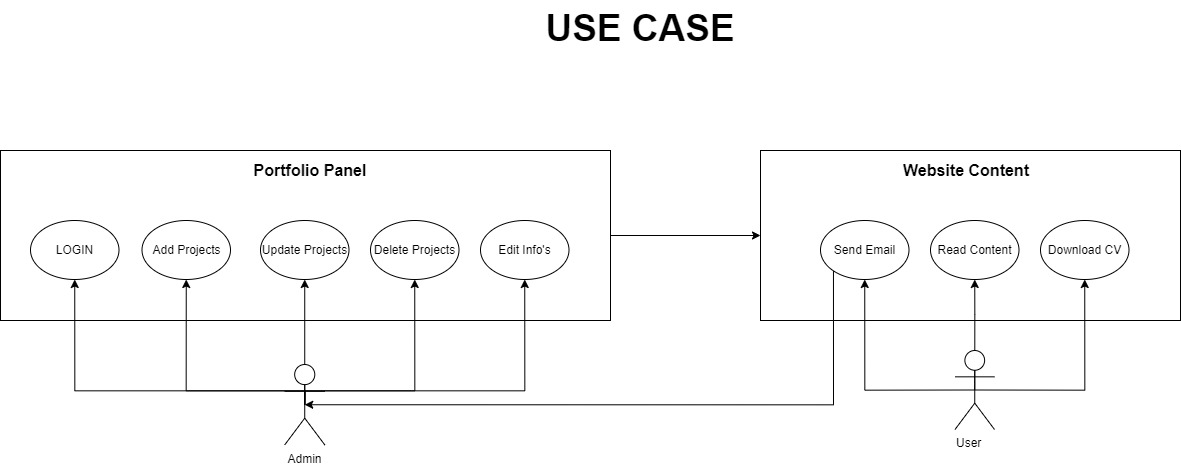 USE CASE
Portfolio Panel
LOGIN
Add Projects
Update Projects
Delete Projects
Edit Info's
Admin
Website Content
Send Email
Read Content
Download CV
User